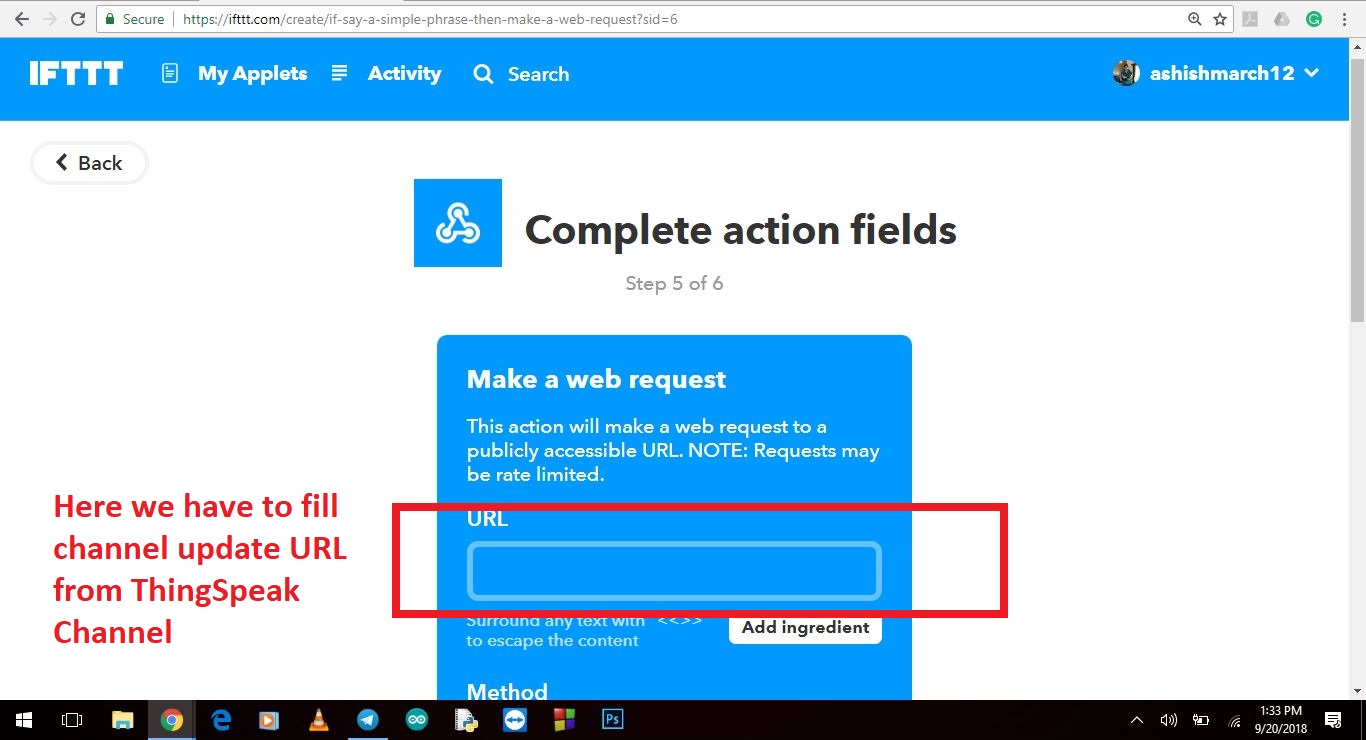 Secure
https://ifttt.com/create/if-say-a-simple-phrase-then-make-a-web-request?sid=6
IFTTT
My Applets
Activity
Search
ashishmarch12
Back
Complete action fields
Step 5 of 6
Make a web request
This action will make a web request to a
publicly accessible URL. NOTE: Requests may
be rate limited.
URL
Here we have to fill
channel update URL
from ThingSpeak
Channel
Surround any text with "<<>>"
to escape the content
Add ingredient
Method
Ps
1:33 PM
9/20/2018